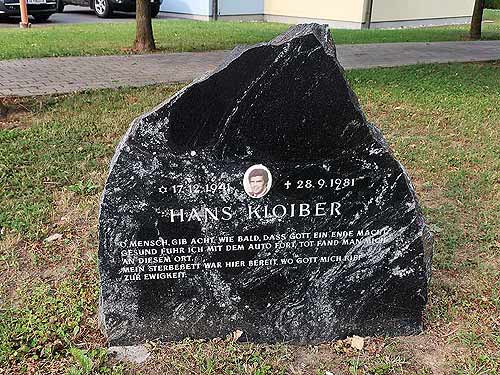 ✡ 17.12.1941 ✝ 28.9.1981
HANS KLOIBER
O MENSCH, GIB ACHT, WIE BALD, DASS GOTT EIN ENDE MACHT,
GESUND FUHR ICH MIT DEM AUTO FORT, TOT FAND MAN MICH
AN DIESEM ORT.
MEIN STERBEBETT WAR HIER BEREIT, WO GOTT MICH RIEF
ZUR EWIGKEIT.